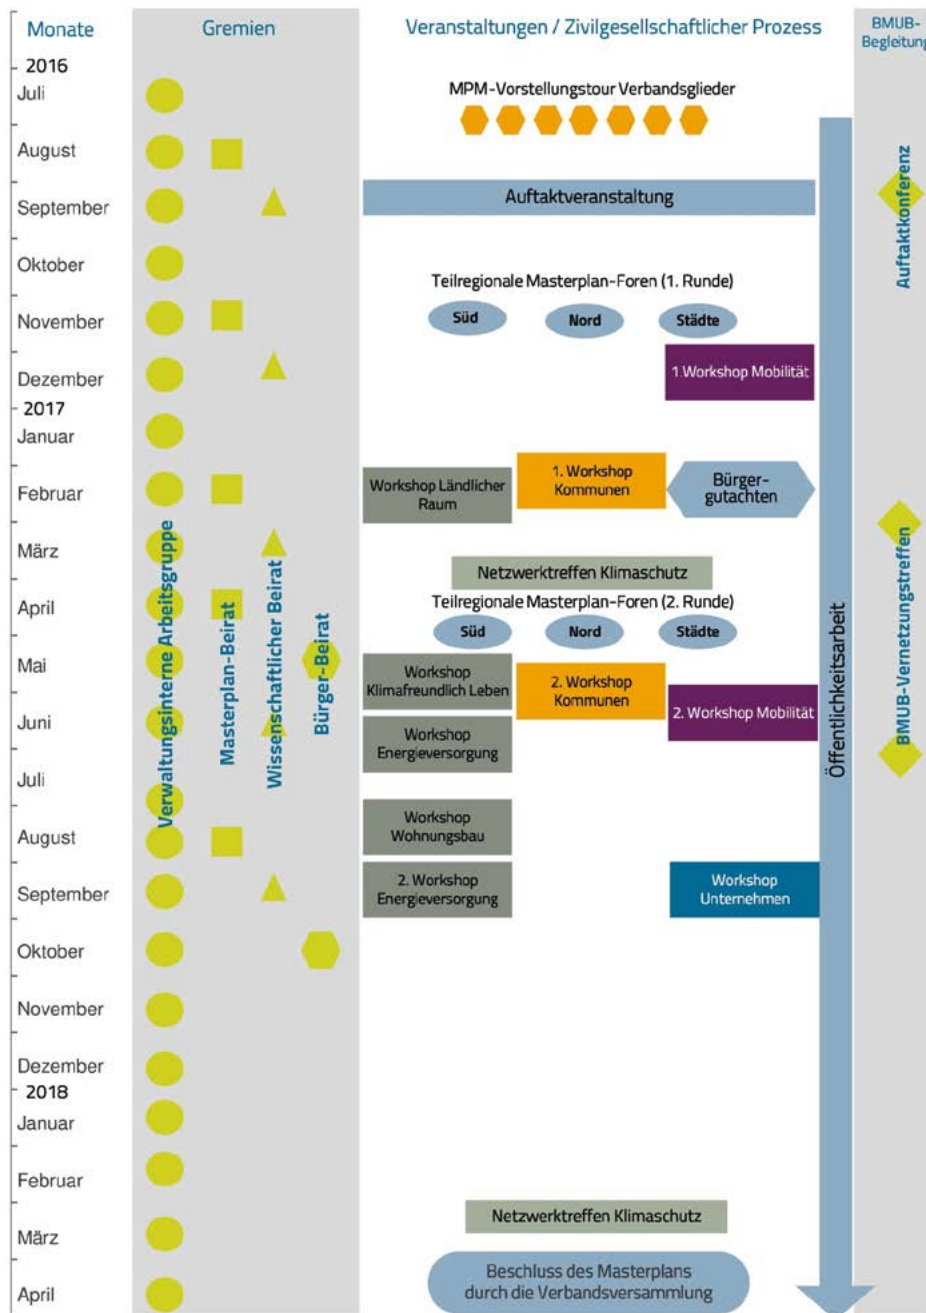 Monate
Gremien
Veranstaltungen / Zivilgesellschaftlicher Prozess
BMUB-
Begleitung
2016
Juli
August
September
Oktober
November
Dezember
2017
Januar
Februar
März
April
Mai
Juni
Juli
August
September
Oktober
November
Dezember
2018
Januar
Februar
März
April
Verwaltungsinterne Arbeitsgruppe
Masterplan-Beirat
Wissenschaftlicher Beirat
Bürger-Beirat
MPM-Vorstellungstour Verbandsglieder
Auftaktveranstaltung
Teilregionale Masterplan-Foren (1. Runde)
Süd
Nord
Städte
1.Workshop Mobilität
Workshop Ländlicher
Raum
1. Workshop
Kommunen
Bürger-
gutachten
Netzwerktreffen Klimaschutz
Teilregionale Masterplan-Foren (2. Runde)
Süd
Nord
Städte
Workshop
Klimafreundlich Leben
2. Workshop
Kommunen
2. Workshop Mobilität
Workshop
Energieversorgung
Workshop
Wohnungsbau
2. Workshop
Energieversorgung
Workshop
Unternehmen
Netzwerktreffen Klimaschutz
Beschluss des Masterplans
durch die Verbandsversammlung
Öffentlichkeitsarbeit
Auftaktkonferenz
BMUB-Vernetzungstreffen